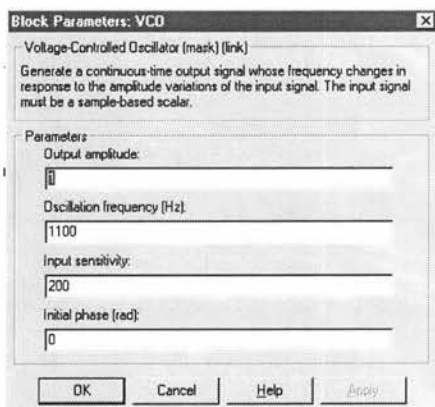 Block Parameters: VCO
Voltage-Controlled Oscillator (mask) (link)
Generate a continuous-time output signal whose frequency changes in
response to the amplitude variations of the input signal. The input signal
must be a sample-based scalar.
Parameters
Output amplitude:
1
Oscillation frequency (Hz):
1100
Input sensitivity:
200
Initial phase (rad):
0
OK Cancel Help Apply